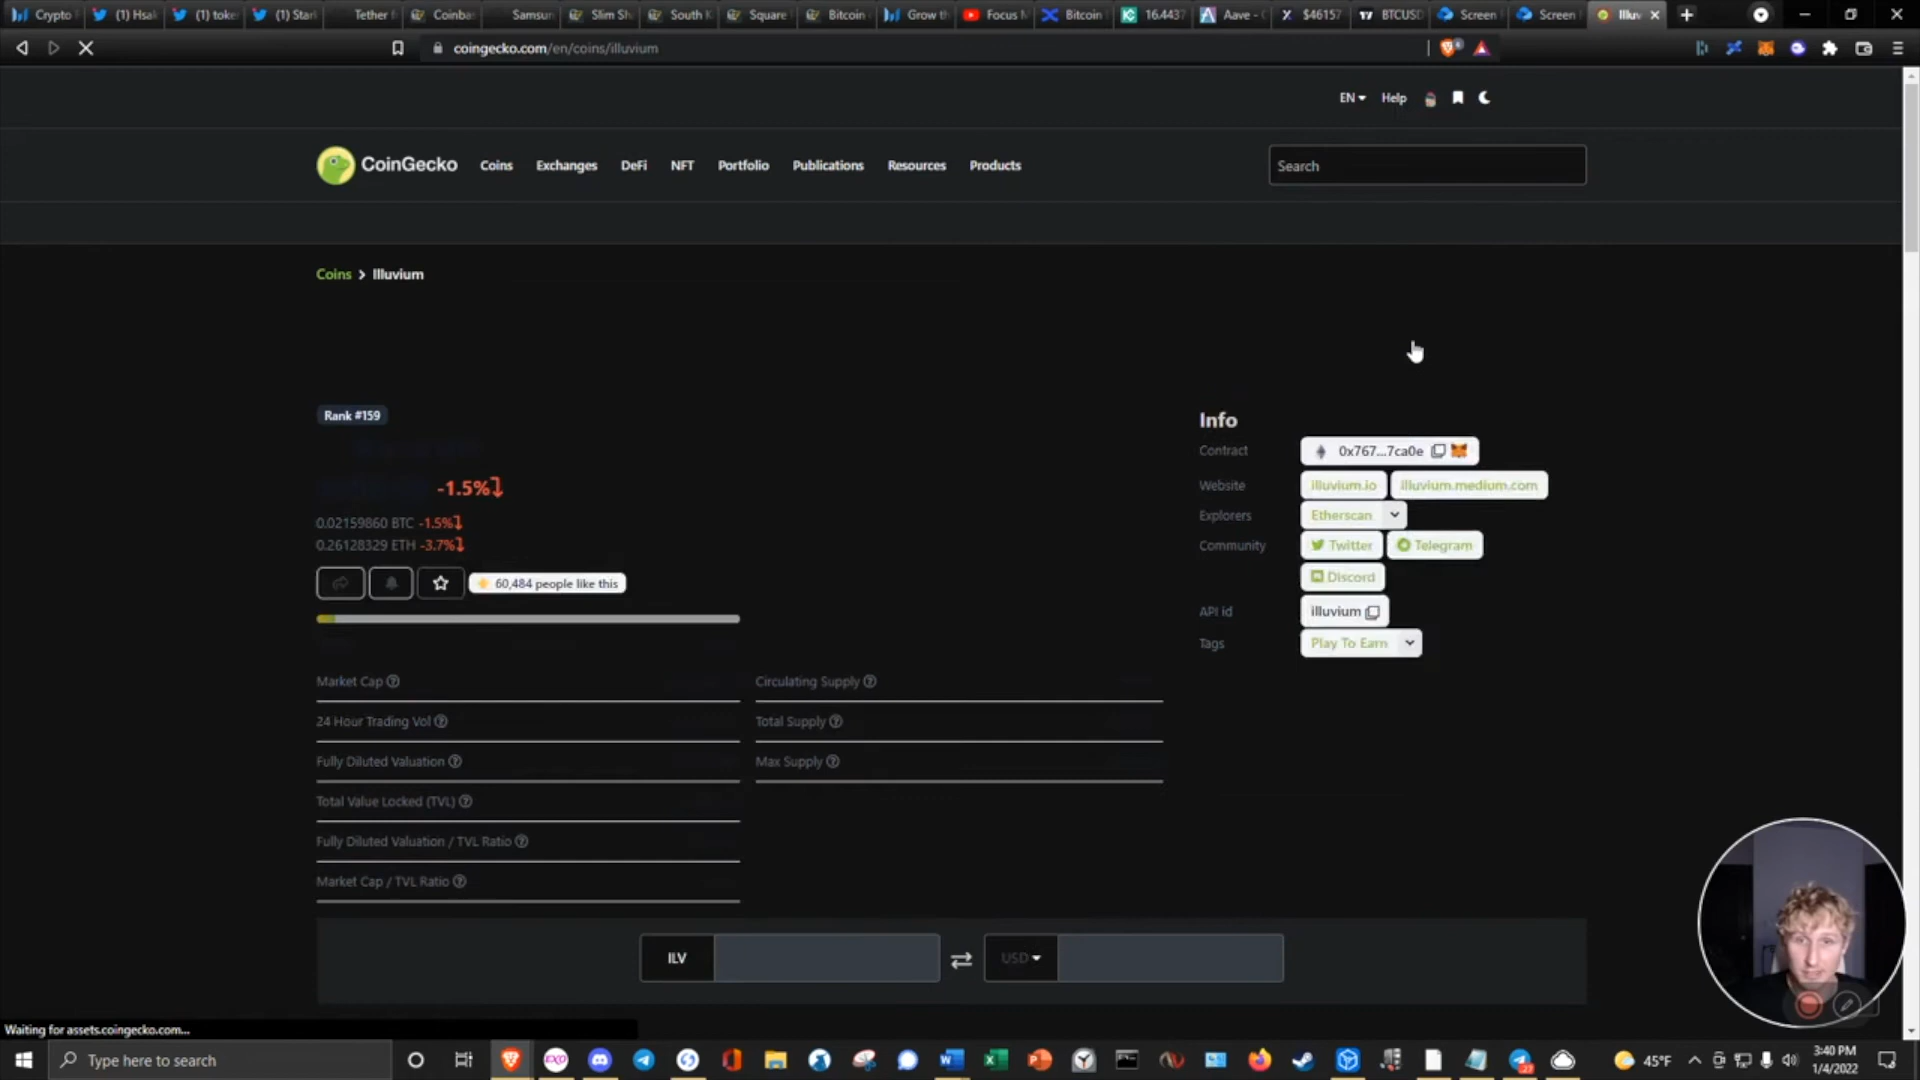 Crypto
(1) Hsak
(1) toke
(1) Stark
Tether
Coinbas
Samsun
Slim Sh
South K
Square
Bitcoin
Grow th
Focus M
Bitcoin
16.4437
Aave - 
$46157
BTCUSD
Screen
Screen
Illuv
coingecko.com/en/coins/illuvium
EN Help
CoinGecko Coins Exchanges DeFi NFT Portfolio Publications Resources Products Search
Coins > Illuvium
Rank #159
-1.5%
0.02159860 BTC -1.5%
0.26128329 ETH -3.7%
60,484 people like this
Info
Contract 0x767...7ca0e
Website illuvium.io illuvium.medium.com
Explorers Etherscan
Community Twitter Telegram
Discord
API id illuvium
Tags Play To Earn
Market Cap
24 Hour Trading Vol
Fully Diluted Valuation
Total Value Locked (TVL)
Fully Diluted Valuation / TVL Ratio
Market Cap / TVL Ratio
Circulating Supply
Total Supply
Max Supply
ILV USD
Waiting for assets.coingecko.com...
Type here to search
45°F
3:40 PM
1/4/2022